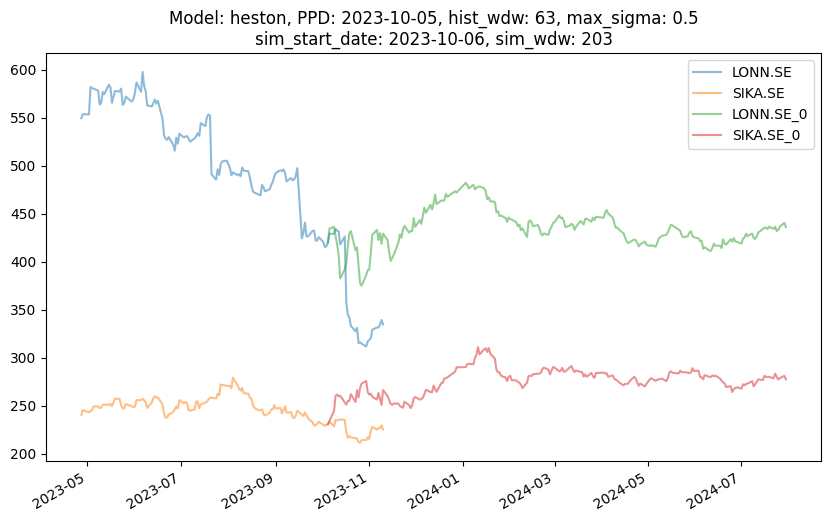 Model: heston, PPD: 2023-10-05, hist_wdw: 63, max_sigma: 0.5
sim_start_date: 2023-10-06, sim_wdw: 203
600
550
500
450
400
350
300
250
200
LONN.SE
SIKA.SE
LONN.SE_0
SIKA.SE_0
2023-05
2023-07
2023-09
2023-11
2024-01
2024-03
2024-05
2024-07